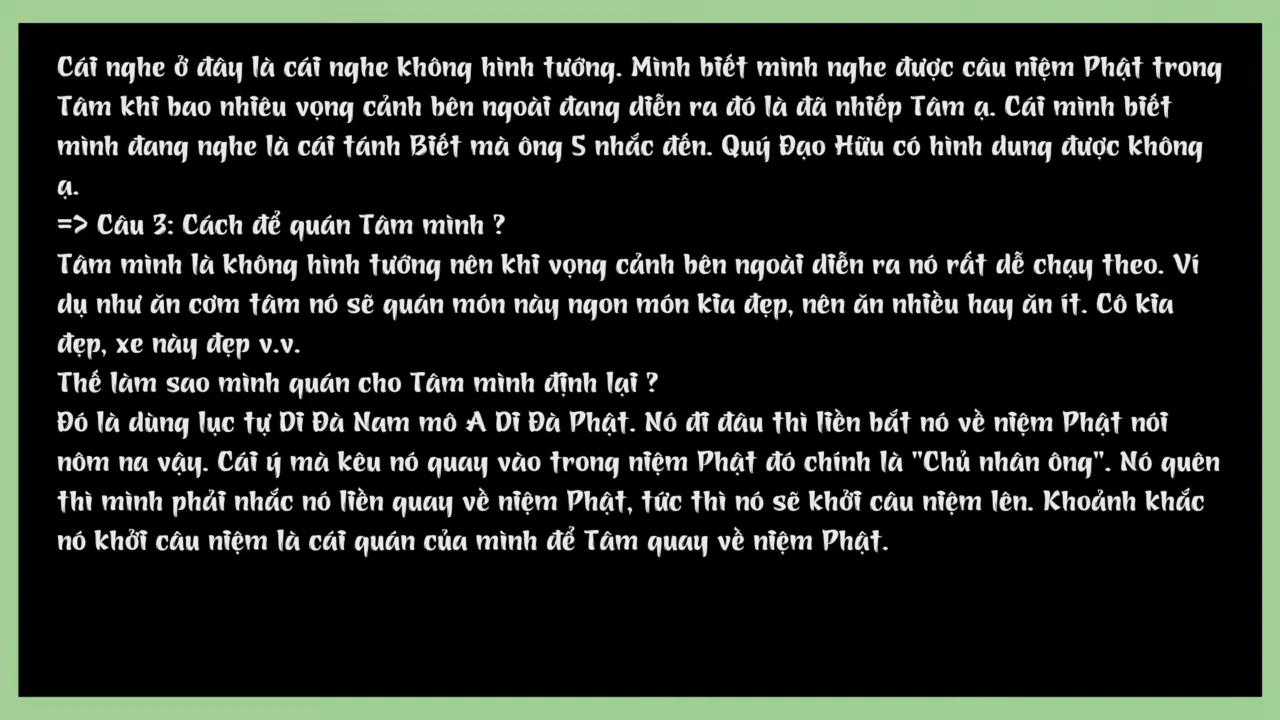 Cái nghe ở đây là cái nghe không hình tướng. Mình biết mình nghe được câu niệm Phật trong
Tâm khi bao nhiêu vọng cảnh bên ngoài đang diễn ra đó là đã nhiếp Tâm ạ. Cái mình biết
mình đang nghe là cái tánh Biết mà ông 5 nhắc đến. Quý Đạo Hữu có hình dung được không
ạ.
=> Câu 3: Cách để quán Tâm mình ?
Tâm mình là không hình tướng nên khi vọng cảnh bên ngoài diễn ra nó rất dễ chạy theo. Ví
dụ như ăn cơm tâm nó sẽ quán món này ngon món kia đẹp, nên ăn nhiều hay ăn ít. Cô kia
đẹp, xe này đẹp v.v.
Thế làm sao mình quán cho Tâm mình định lại ?
Đó là dùng lục tự Di Đà Nam mô A Di Đà Phật. Nó đi đâu thì liền bắt nó về niệm Phật nói
nôm na vậy. Cái ý mà kêu nó quay vào trong niệm Phật đó chính là "Chủ nhân ông". Nó quên
thì mình phải nhắc nó liền quay về niệm Phật, tức thì nó sẽ khởi câu niệm lên. Khoảnh khắc
nó khởi câu niệm là cái quán của mình để Tâm quay về niệm Phật.